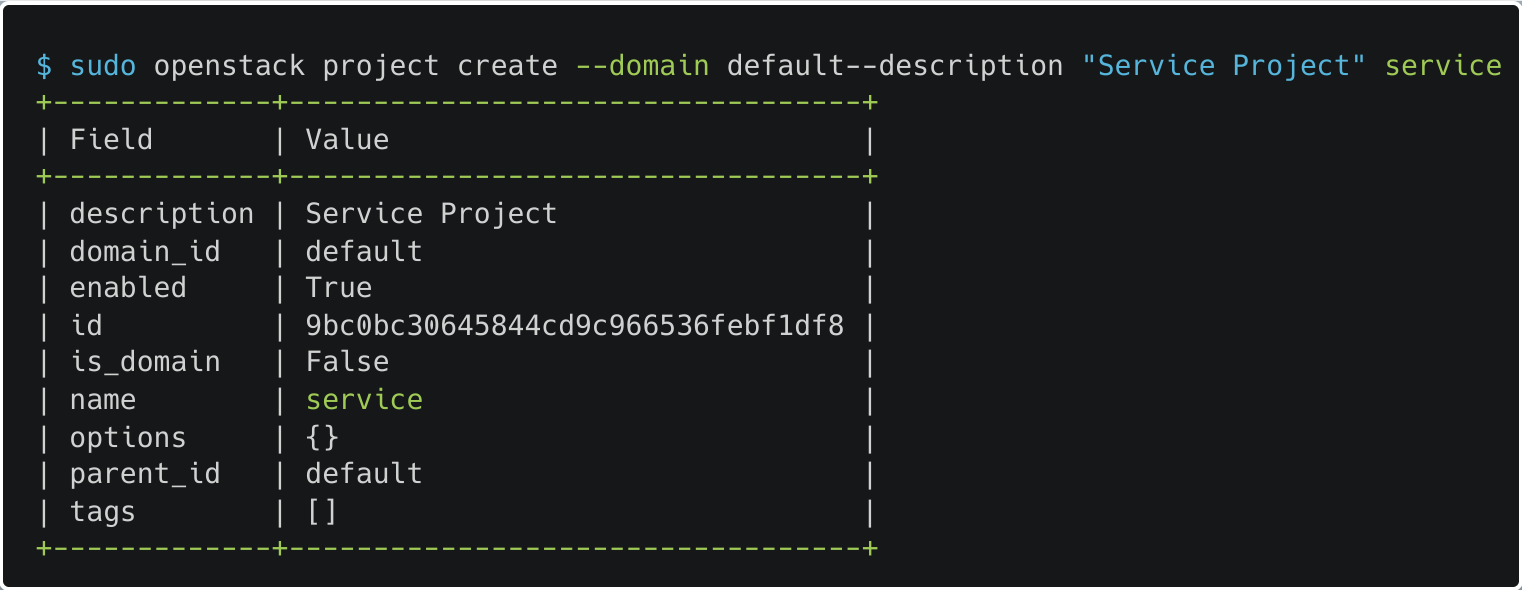 $ sudo openstack project create --domain default--description "Service Project" service
+-------------+----------------------------------+
| Field       | Value                            |
+-------------+----------------------------------+
| description | Service Project                  |
| domain_id   | default                          |
| enabled     | True                             |
| id          | 9bc0bc30645844cd9c966536febf1df8 |
| is_domain   | False                            |
| name        | service                          |
| options     | {}                               |
| parent_id   | default                          |
| tags        | []                               |
+-------------+----------------------------------+